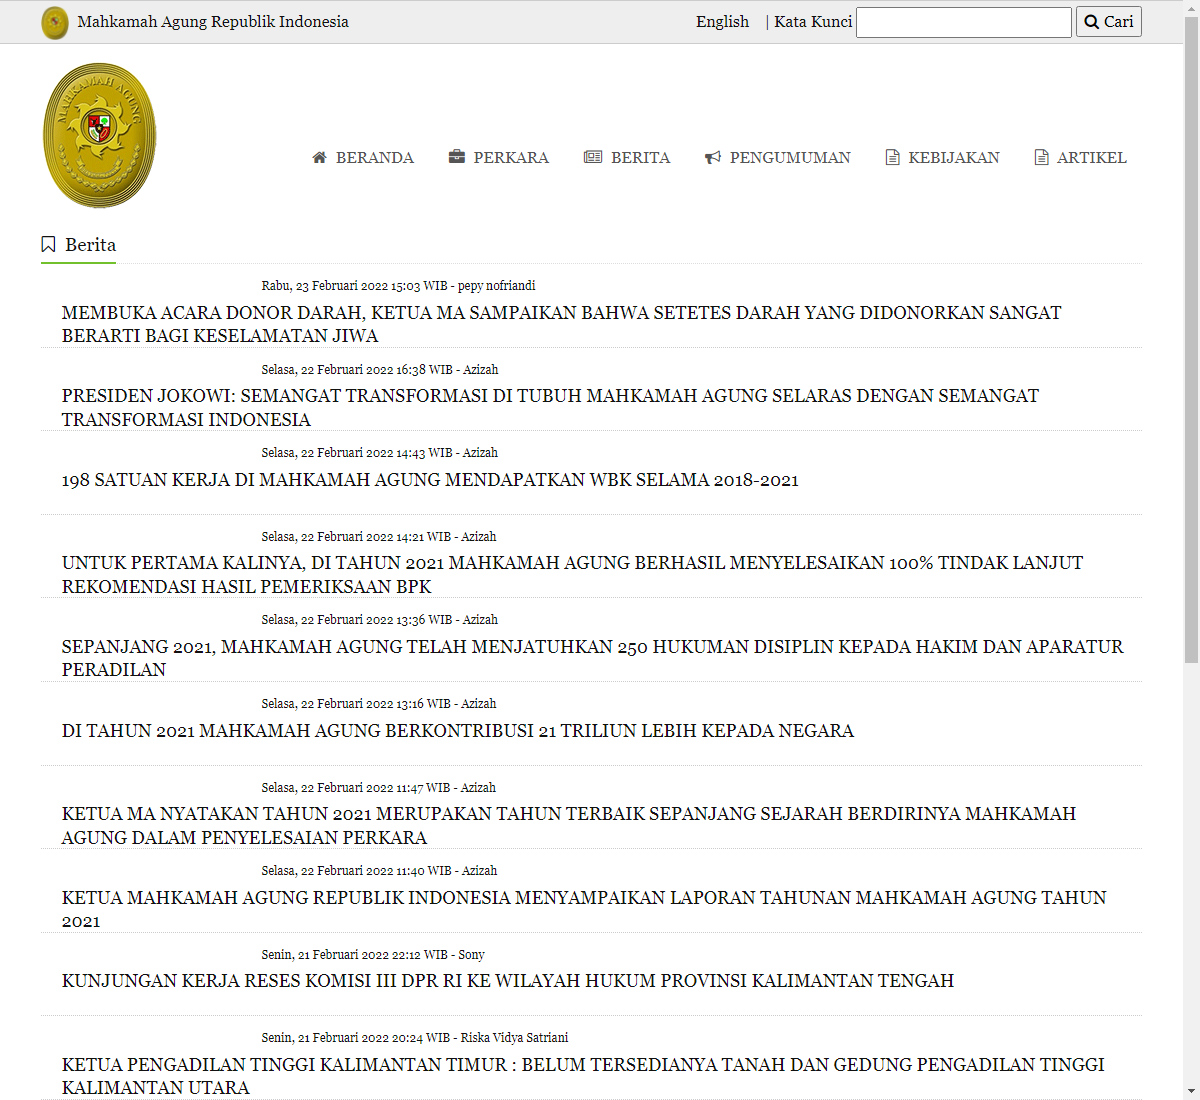 Mahkamah Agung Republik Indonesia
English | Kata Kunci Cari
MAHKAMAH AGUNG
BERANDA PERKARA BERITA PENGUMUMAN KEBIJAKAN ARTIKEL
Berita
Rabu, 23 Februari 2022 15:03 WIB - pepy nofriandi
MEMBUKA ACARA DONOR DARAH, KETUA MA SAMPAIKAN BAHWA SETETES DARAH YANG DIDONORKAN SANGAT
BERARTI BAGI KESELAMATAN JIWA
Selasa, 22 Februari 2022 16:38 WIB - Azizah
PRESIDEN JOKOWI: SEMANGAT TRANSFORMASI DI TUBUH MAHKAMAH AGUNG SELARAS DENGAN SEMANGAT
TRANSFORMASI INDONESIA
Selasa, 22 Februari 2022 14:43 WIB - Azizah
198 SATUAN KERJA DI MAHKAMAH AGUNG MENDAPATKAN WBK SELAMA 2018-2021
Selasa, 22 Februari 2022 14:21 WIB - Azizah
UNTUK PERTAMA KALINYA, DI TAHUN 2021 MAHKAMAH AGUNG BERHASIL MENYELESAIKAN 100% TINDAK LANJUT
REKOMENDASI HASIL PEMERIKSAAN BPK
Selasa, 22 Februari 2022 13:36 WIB - Azizah
SEPANJANG 2021, MAHKAMAH AGUNG TELAH MENJATUHKAN 250 HUKUMAN DISIPLIN KEPADA HAKIM DAN APARATUR
PERADILAN
Selasa, 22 Februari 2022 13:16 WIB - Azizah
DI TAHUN 2021 MAHKAMAH AGUNG BERKONTRIBUSI 21 TRILIUN LEBIH KEPADA NEGARA
Selasa, 22 Februari 2022 11:47 WIB - Azizah
KETUA MA NYATAKAN TAHUN 2021 MERUPAKAN TAHUN TERBAIK SEPANJANG SEJARAH BERDIRINYA MAHKAMAH
AGUNG DALAM PENYELESAIAN PERKARA
Selasa, 22 Februari 2022 11:40 WIB - Azizah
KETUA MAHKAMAH AGUNG REPUBLIK INDONESIA MENYAMPAIKAN LAPORAN TAHUNAN MAHKAMAH AGUNG TAHUN
2021
Senin, 21 Februari 2022 22:12 WIB - Sony
KUNJUNGAN KERJA RESES KOMISI III DPR RI KE WILAYAH HUKUM PROVINSI KALIMANTAN TENGAH
Senin, 21 Februari 2022 20:24 WIB - Riska Vidya Satriani
KETUA PENGADILAN TINGGI KALIMANTAN TIMUR : BELUM TERSEDIANYA TANAH DAN GEDUNG PENGADILAN TINGGI
KALIMANTAN UTARA